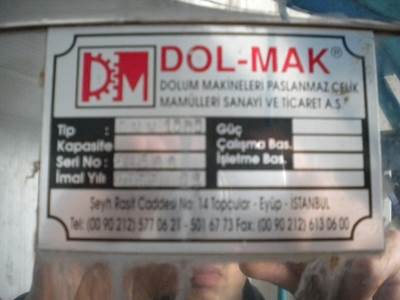 DM DOL-MAK®
DOLUM MAKİNELERİ PASLANMAZ ÇELİK
MAMÜLLERİ SANAYİ VE TİCARET A.Ş.
Tip : Güç
Kapasite Çalışma Bas.
Seri No : İşletme Bas.
İmal Yılı
Seyh Rasit Caddesi No: 14 Topçular - Eyüp - İSTANBUL
Tel: (00 90 212) 577 06 21 - 501 67 73 Fax: (00 90 212) 613 06 00